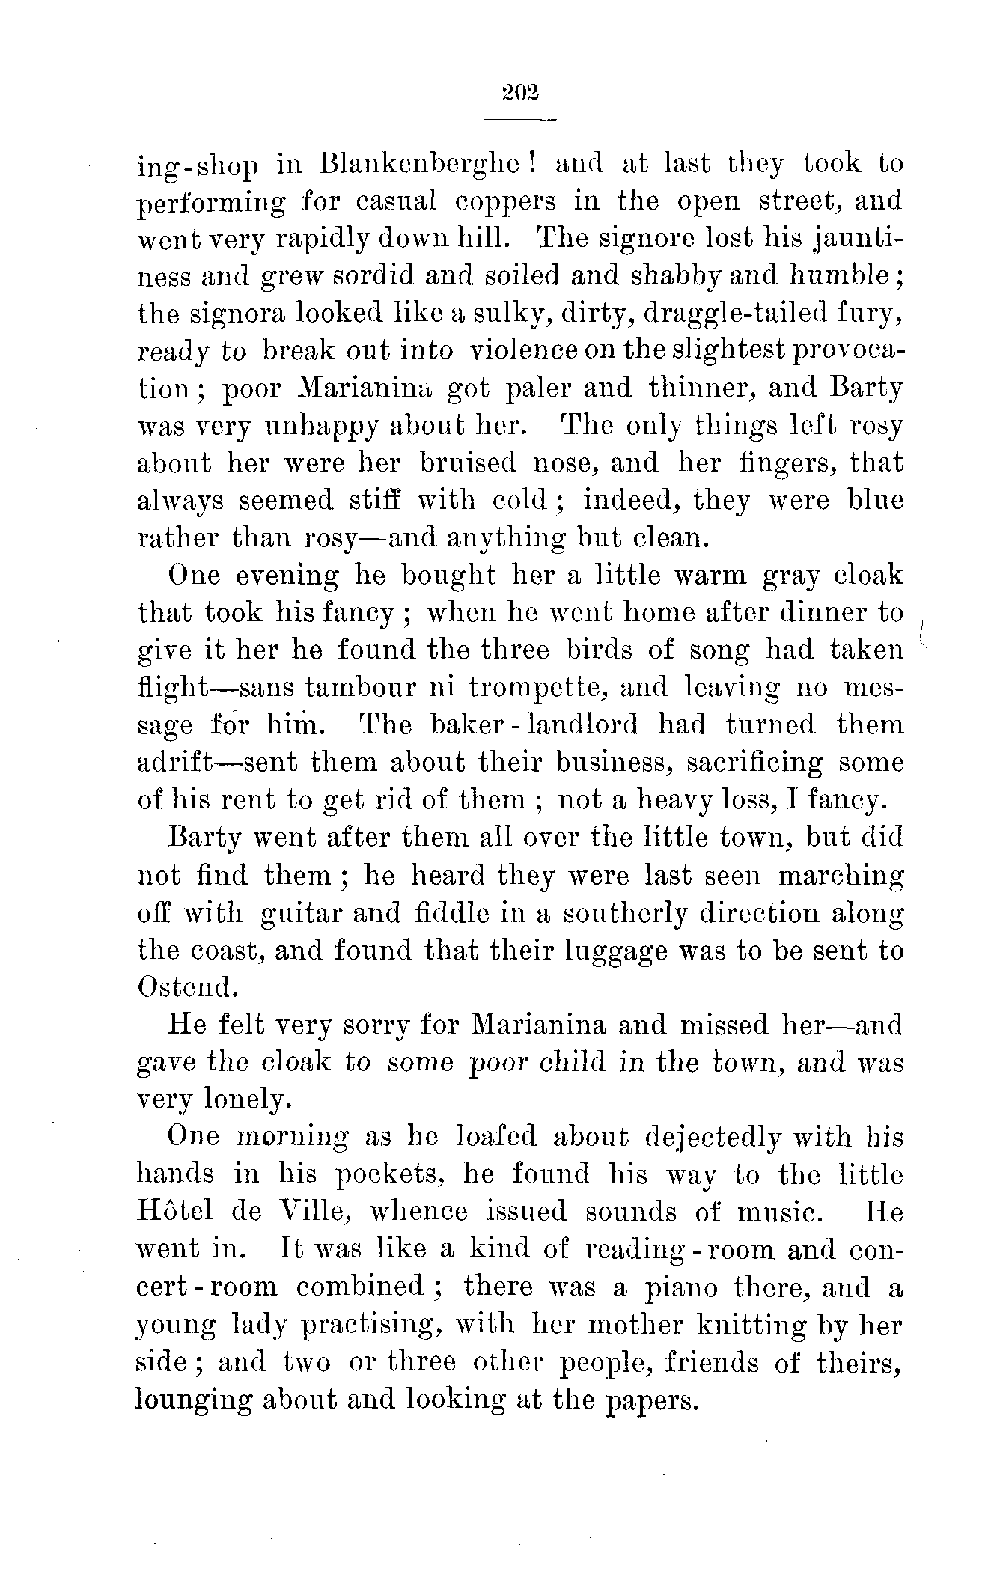 202
ing-shop in Blankenberghe! and at last they took to
performing for casual coppers in the open street, and
went very rapidly down hill. The signore lost his jaunti-
ness and grew sordid and soiled and shabby and humble;
the signora looked like a sulky, dirty, draggle-tailed fury,
ready to break out into violence on the slightest provoca-
tion; poor Marianina got paler and thinner, and Barty
was very unhappy about her. The only things left rosy
about her were her bruised nose, and her fingers, that
always seemed stiff with cold; indeed, they were blue
rather than rosy—and anything but clean.
One evening he bought her a little warm gray cloak
that took his fancy; when he went home after dinner to
give it her he found the three birds of song had taken
flight—sans tambour ni trompette, and leaving no mes-
sage for him. The baker-landlord had turned them
adrift—sent them about their business, sacrificing some
of his rent to get rid of them; not a heavy loss, I fancy.
Barty went after them all over the little town, but did
not find them; he heard they were last seen marching
off with guitar and fiddle in a southerly direction along
the coast, and found that their luggage was to be sent to
Ostend.
He felt very sorry for Marianina and missed her—and
gave the cloak to some poor child in the town, and was
very lonely.
One morning as he loafed about dejectedly with his
hands in his pockets, he found his way to the little
Hôtel de Ville, whence issued sounds of music. He
went in. It was like a kind of reading-room and con-
cert-room combined; there was a piano there, and a
young lady practising, with her mother knitting by her
side; and two or three other people, friends of theirs,
lounging about and looking at the papers.